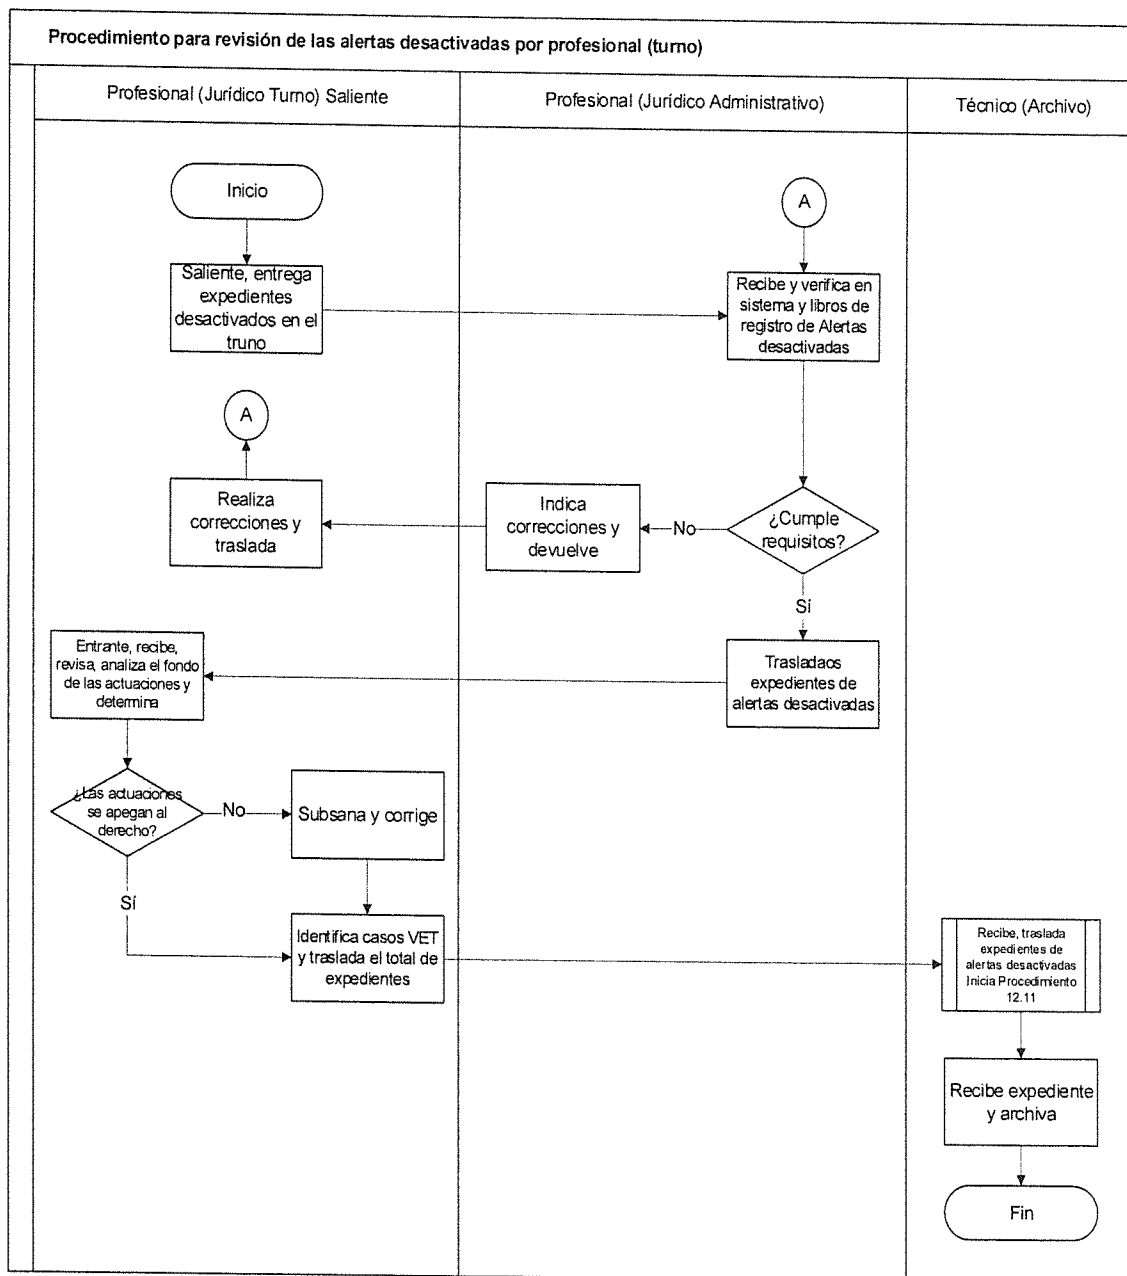 Procedimiento para revisión de las alertas desactivadas por profesional (turno)
Profesional (Jurídico Turno) Saliente
Profesional (Jurídico Administrativo)
Técnico (Archivo)
Inicio
A
Saliente, entrega
expedientes
desactivados en el
truno
Recibe y verifica en
sistema y libros de
registro de Alertas
desactivadas
A
Realiza
correcciones y
traslada
Indica
correcciones y
devuelve
No
¿Cumple
requisitos?
Sí
Entrante, recibe,
revisa, analiza el fondo
de las actuaciones y
determina
Trasladaos
expedientes de
alertas desactivadas
¿Las actuaciones
se apegan al
derecho?
No
Subsana y corrige
Sí
Identifica casos VET
y traslada el total de
expedientes
Recibe, traslada
expedientes de
alertas desactivadas
Inicia Procedimiento
12.11
Recibe expediente
y archiva
Fin